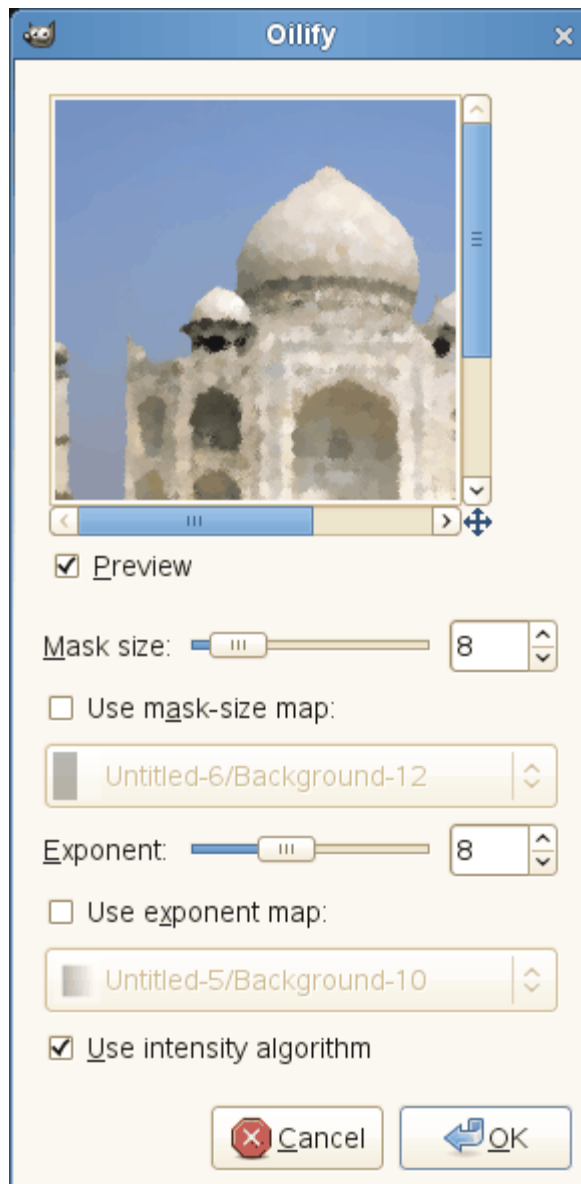 Oilify
Preview
Mask size: 8
Use mask-size map:
Untitled-6/Background-12
Exponent: 8
Use exponent map:
Untitled-5/Background-10
Use intensity algorithm
Cancel OK